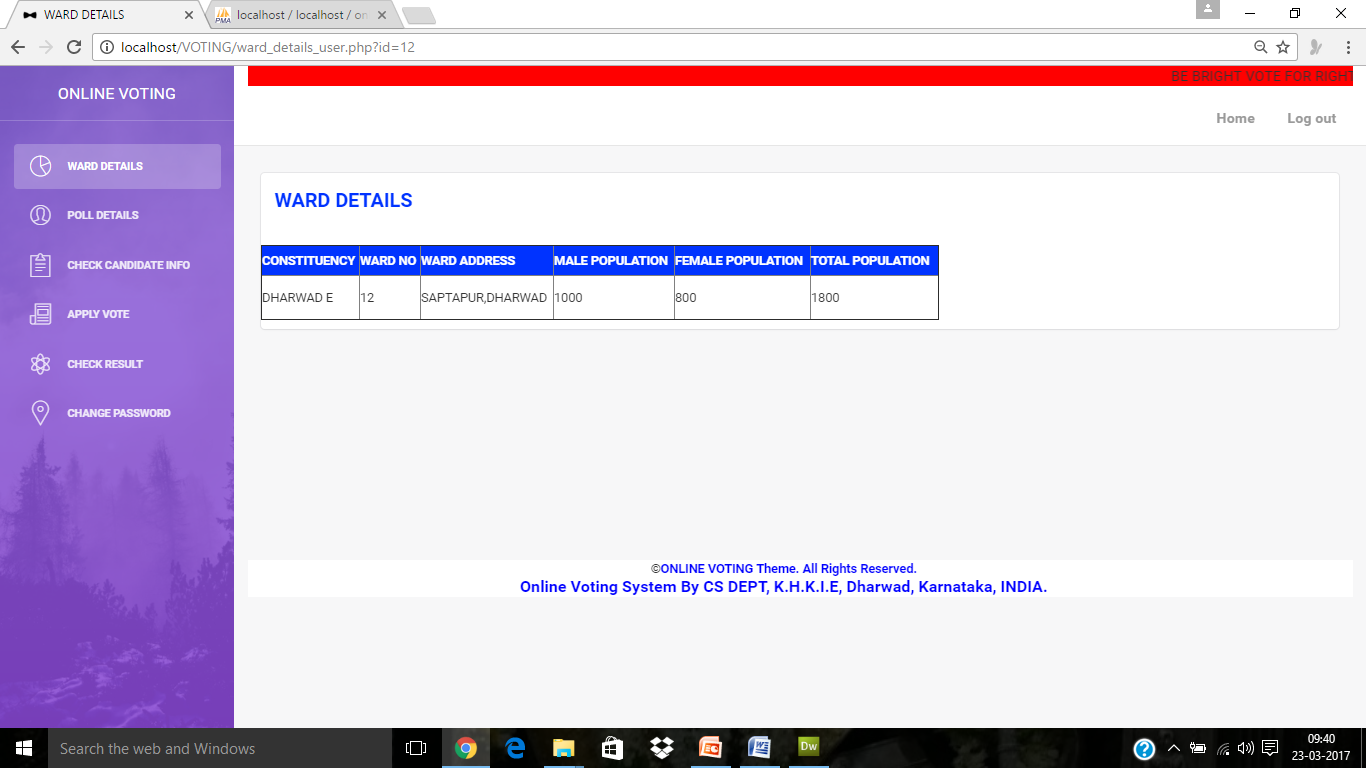 WARD DETAILS
localhost / localhost / on
localhost/VOTING/ward_details_user.php?id=12
ONLINE VOTING
WARD DETAILS
POLL DETAILS
CHECK CANDIDATE INFO
APPLY VOTE
CHECK RESULT
CHANGE PASSWORD
BE BRIGHT VOTE FOR RIGHT
Home Log out
WARD DETAILS
CONSTITUENCY WARD NO WARD ADDRESS MALE POPULATION FEMALE POPULATION TOTAL POPULATION
DHARWAD E 12 SAPTAPUR,DHARWAD 1000 800 1800
©ONLINE VOTING Theme. All Rights Reserved.
Online Voting System By CS DEPT, K.H.K.I.E, Dharwad, Karnataka, INDIA.
Search the web and Windows
Dw
09:40
23-03-2017